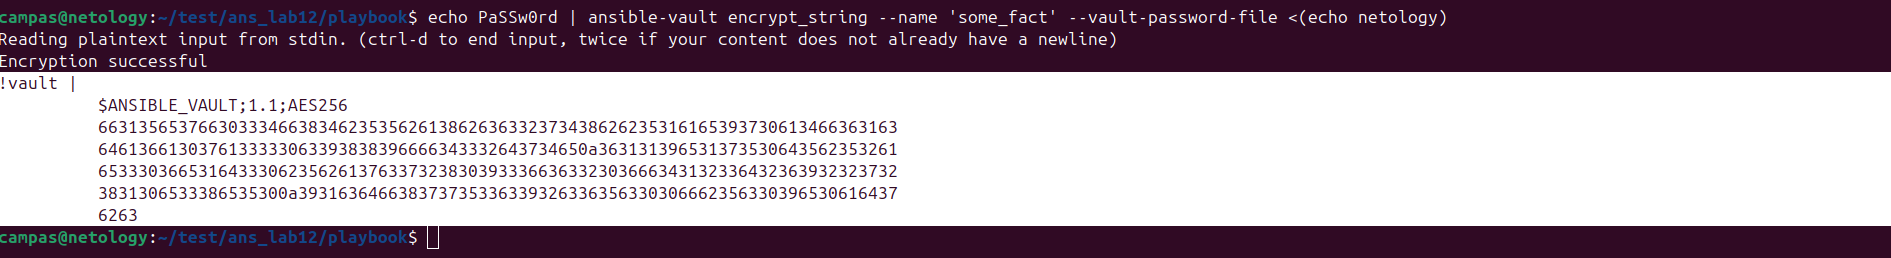 campas@netology:~/test/ans_lab12/playbook$ echo PaSSw0rd | ansible-vault encrypt_string --name 'some_fact' --vault-password-file <(echo netology)
Reading plaintext input from stdin. (ctrl-d to end input, twice if your content does not already have a newline)
Encryption successful
!vault |
$ANSIBLE_VAULT;1.1;AES256
66313565376630333466383462353562613862636332373438626235316165393730613466363163
6461366130376133333063393838396666343332643734650a363131396531373530643562353261
65333036653164333062356261376337323830393336636332303666343132336432363932323732
3831306533386535300a393163646638373735336339326336356330306662356330396530616437
6263
campas@netology:~/test/ans_lab12/playbook$